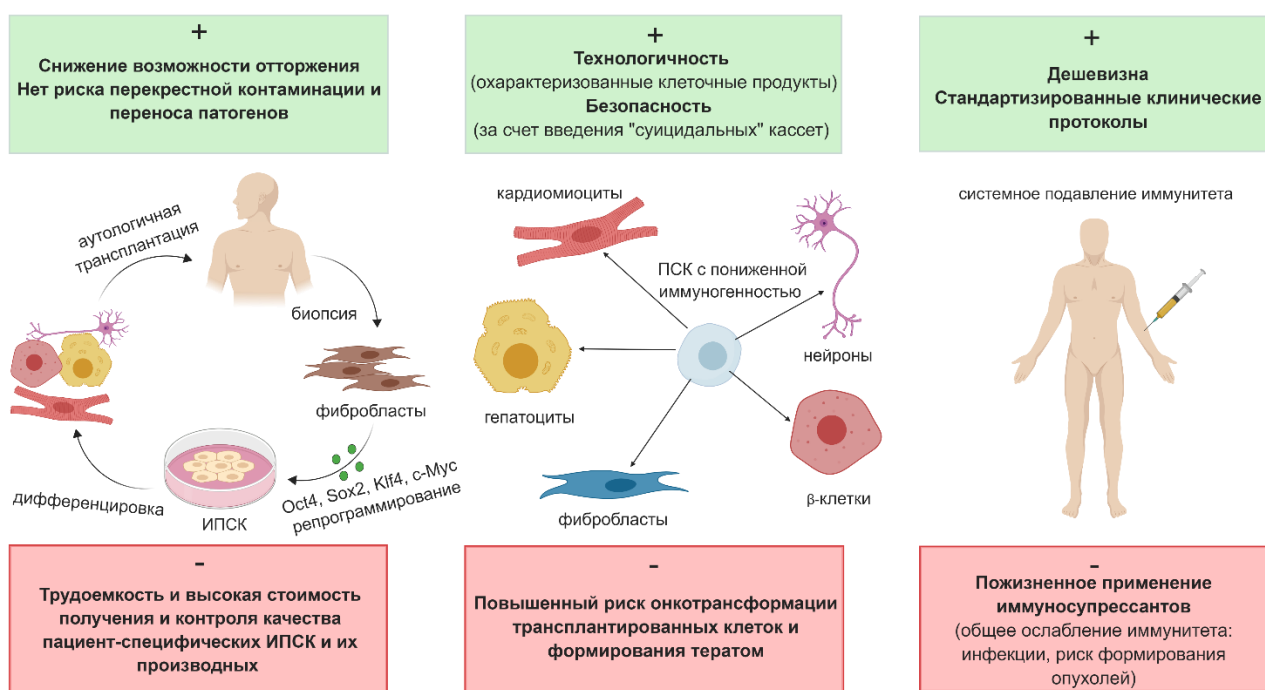 +
Снижение возможности отторжения
Нет риска перекрестной контаминации и
переноса патогенов
аутологичная
трансплантация
биопсия
фибробласты
Oct4, Sox2, Klf4, c-Myc
репрограммирование
ИПСК
дифференцировка
-
Трудоемкость и высокая стоимость
получения и контроля качества
пациент-специфических ИПСК и их
производных
+
Технологичность
(охарактеризованные клеточные продукты)
Безопасность
(за счет введения "суицидальных" кассет)
кардиомиоциты
ПСК с пониженной
иммуногенностью
нейроны
гепатоциты
β-клетки
фибробласты
-
Повышенный риск онкотрансформации
трансплантированных клеток и
формирования тератом
+
Дешевизна
Стандартизированные клинические
протоколы
системное подавление иммунитета
-
Пожизненное применение
иммуносупрессантов
(общее ослабление иммунитета:
инфекции, риск формирования
опухолей)